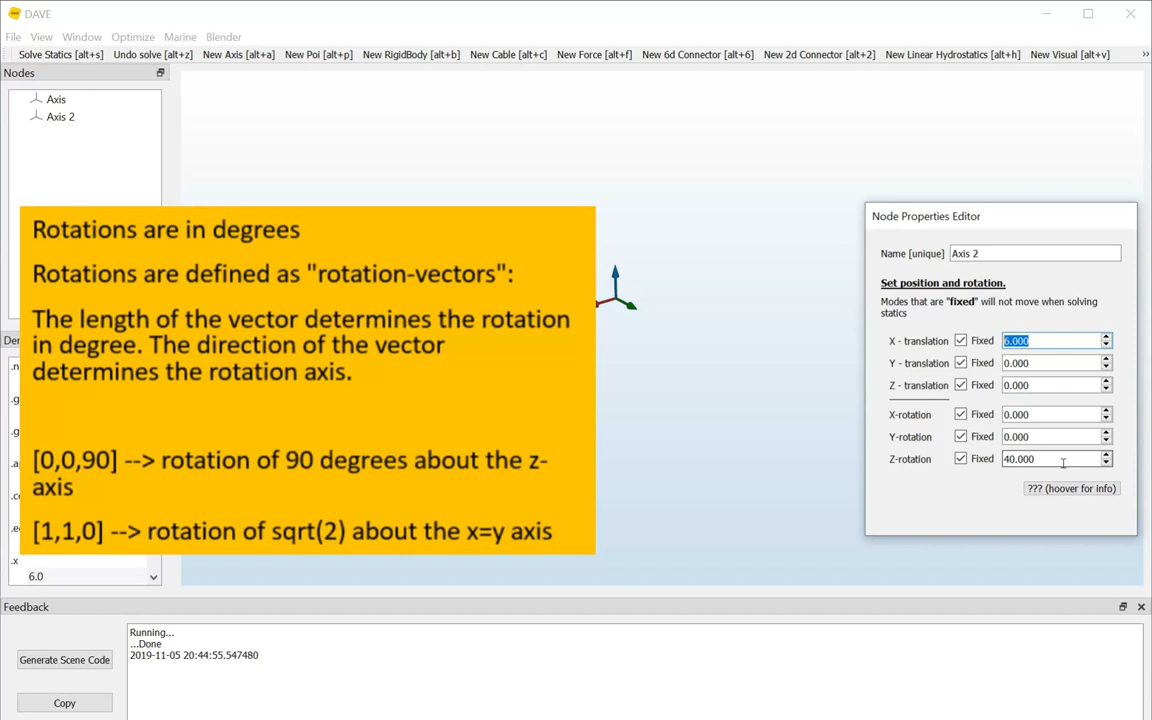 DAVE
File View Window Optimize Marine Blender
Solve Statics [alt+s] Undo solve [alt+z] New Axis [alt+a] New Poi [alt+p] New RigidBody [alt+b] New Cable [alt+c] New Force [alt+f] New 6d Connector [alt+6] New 2d Connector [alt+2] New Linear Hydrostatics [alt+h] New Visual [alt+v] »
Nodes
Axis
Axis 2
Rotations are in degrees
Rotations are defined as "rotation-vectors":
The length of the vector determines the rotation
in degree. The direction of the vector
determines the rotation axis.
[0,0,90] --> rotation of 90 degrees about the z-
axis
[1,1,0] --> rotation of sqrt(2) about the x=y axis
.x
6.0
Node Properties Editor
Name [unique] Axis 2
Set position and rotation.
Modes that are "fixed" will not move when solving
statics
X - translation Fixed 6.000
Y - translation Fixed 0.000
Z - translation Fixed 0.000
X-rotation Fixed 0.000
Y-rotation Fixed 0.000
Z-rotation Fixed 40.000
??? (hoover for info)
Feedback
Generate Scene Code
Copy
Running...
...Done
2019-11-05 20:44:55.547480